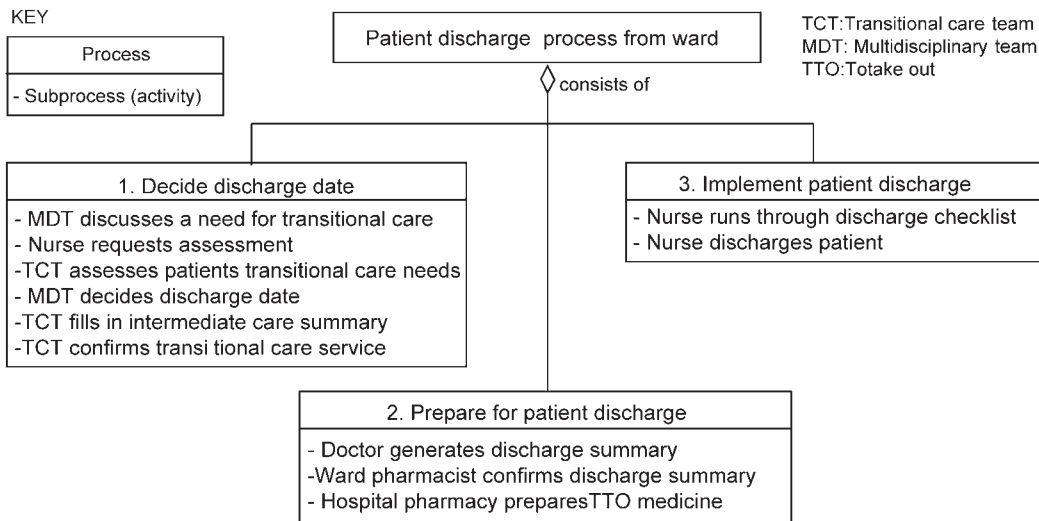 KEY
Process
- Subprocess (activity)
Patient discharge process from ward
consists of
TCT:Transitional care team
MDT: Multidisciplinary team
TTO:Totake out
1. Decide discharge date
- MDT discusses a need for transitional care
- Nurse requests assessment
-TCT assesses patients transitional care needs
- MDT decides discharge date
-TCT fills in intermediate care summary
-TCT confirms transi tional care service
3. Implement patient discharge
- Nurse runs through discharge checklist
- Nurse discharges patient
2. Prepare for patient discharge
- Doctor generates discharge summary
-Ward pharmacist confirms discharge summary
- Hospital pharmacy preparesTTO medicine